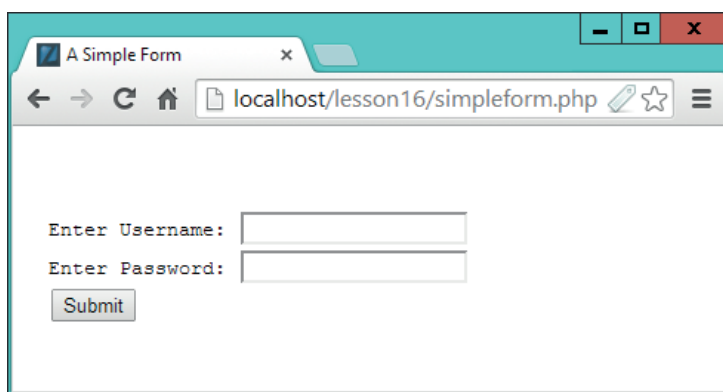 A Simple Form
localhost/lesson16/simpleform.php
Enter Username:
Enter Password:
Submit